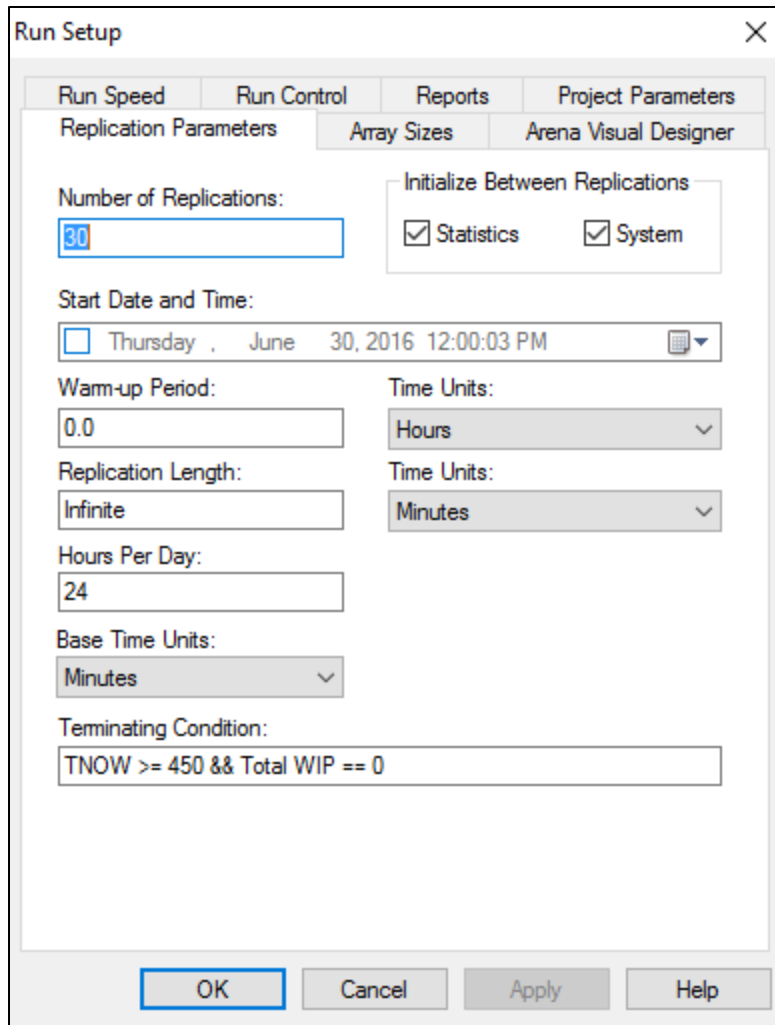 Run Setup
Run Speed Run Control Reports Project Parameters
Replication Parameters Array Sizes Arena Visual Designer
Number of Replications:
30
Initialize Between Replications
Statistics System
Start Date and Time:
Thursday , June 30, 2016 12:00:03 PM
Warm-up Period: Time Units:
0.0 Hours
Replication Length: Time Units:
Infinite Minutes
Hours Per Day:
24
Base Time Units:
Minutes
Terminating Condition:
TNOW >= 450 && Total WIP == 0
OK Cancel Apply Help